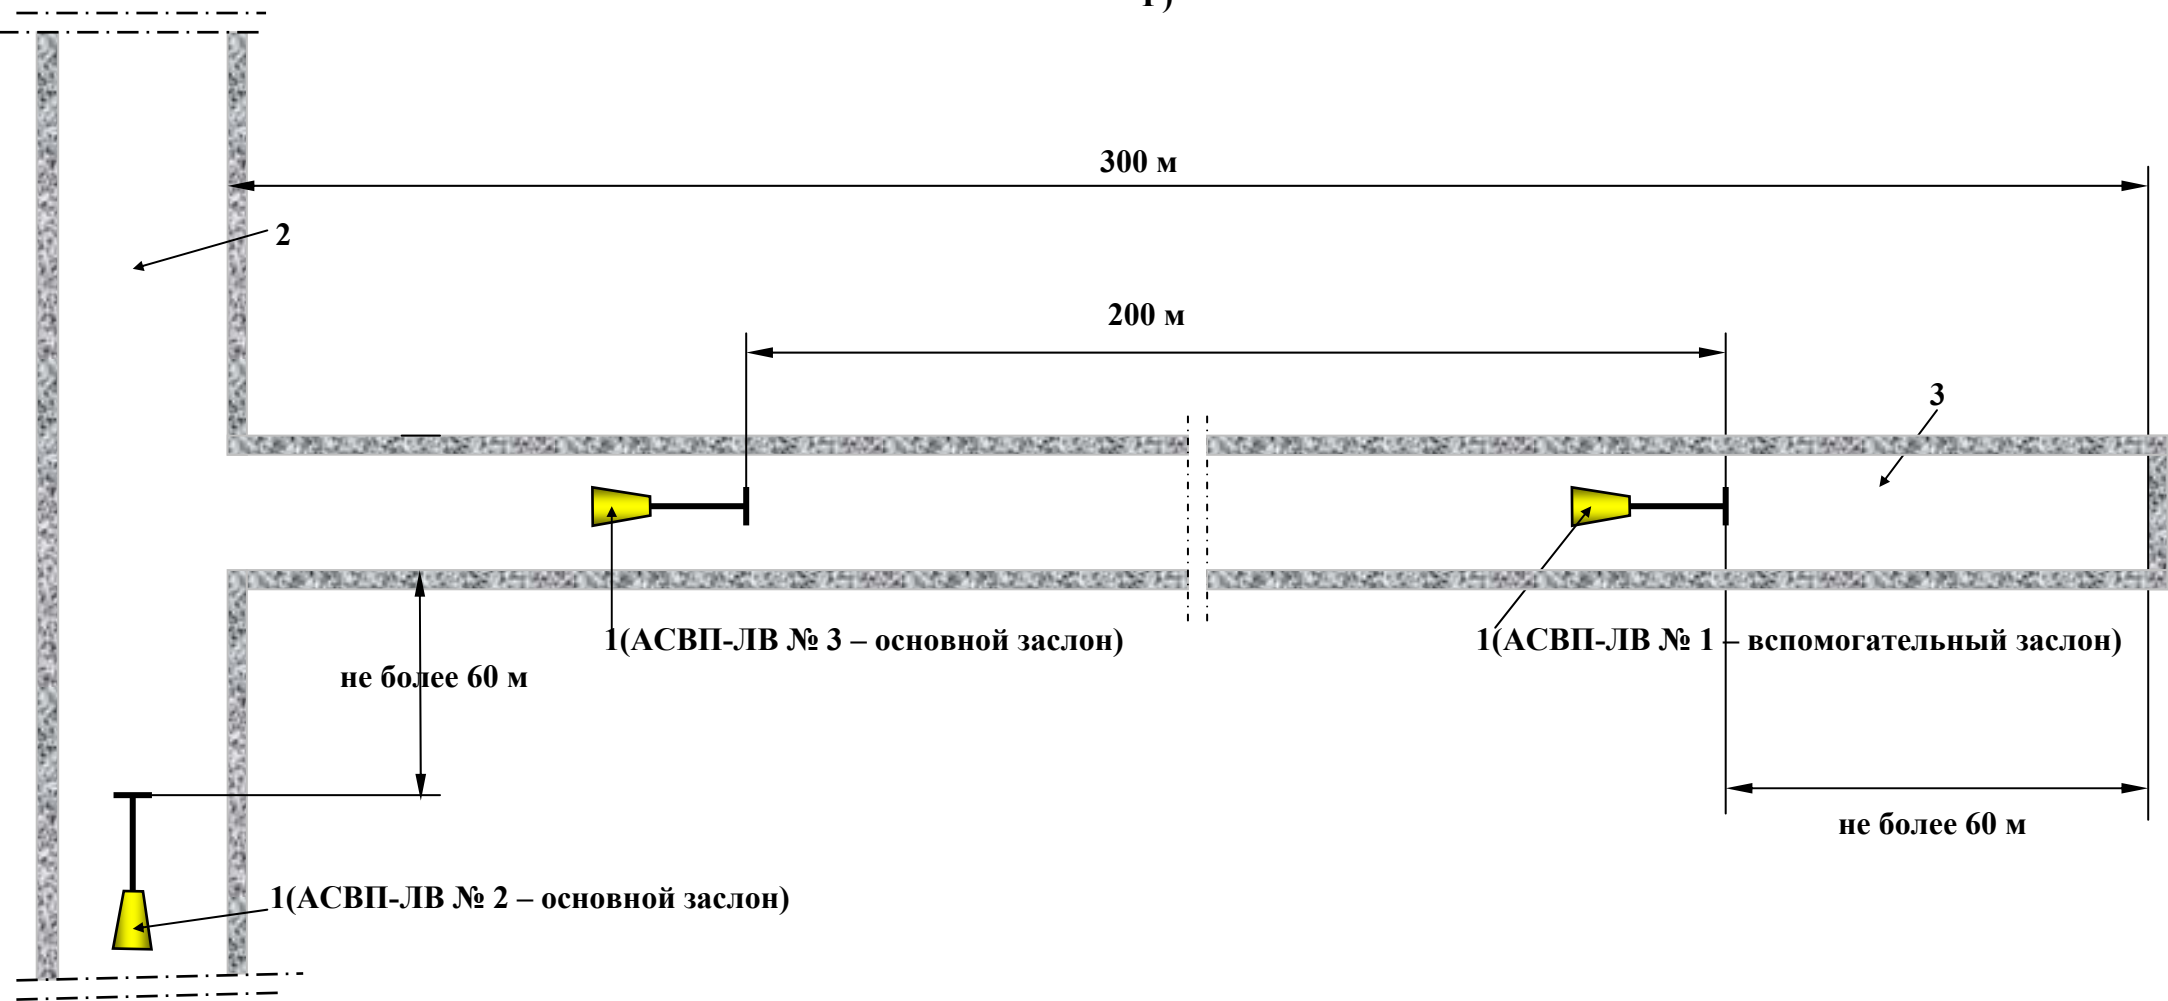 г)
300 м
2
200 м
3
1(АСВП-ЛВ № 3 – основной заслон)
1(АСВП-ЛВ № 1 – вспомогательный заслон)
не более 60 м
не более 60 м
1(АСВП-ЛВ № 2 – основной заслон)